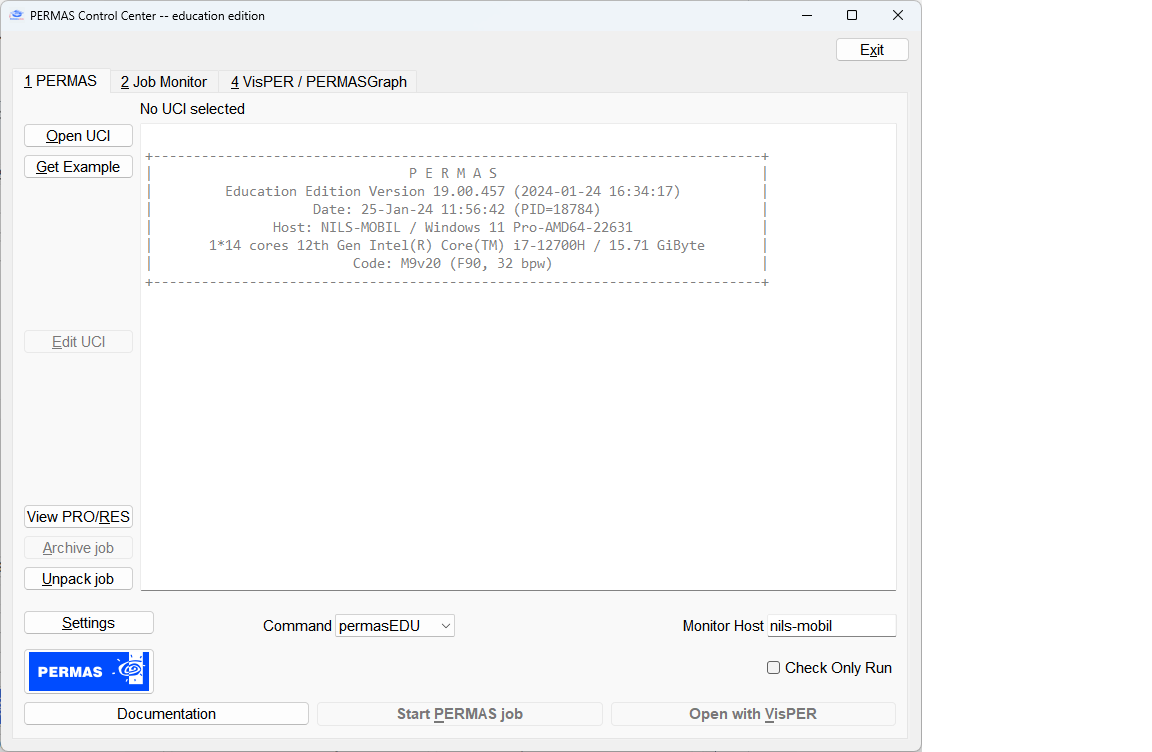 PERMAS Control Center -- education edition
Exit
1 PERMAS
2 Job Monitor
4 VisPER / PERMASGraph
No UCI selected
Open UCI
Get Example
+----------------------------------------------------------------------------+
| P E R M A S |
| Education Edition Version 19.00.457 (2024-01-24 16:34:17) |
| Date: 25-Jan-24 11:56:42 (PID=18784) |
| Host: NILS-MOBIL / Windows 11 Pro-AMD64-22631 |
| 1*14 cores 12th Gen Intel(R) Core(TM) i7-12700H / 15.71 GiByte |
| Code: M9v20 (F90, 32 bpw) |
+----------------------------------------------------------------------------+
Edit UCI
View PRO/RES
Archive job
Unpack job
Settings
Command permasEDU
Monitor Host nils-mobil
PERMAS
Check Only Run
Documentation
Start PERMAS job
Open with VisPER